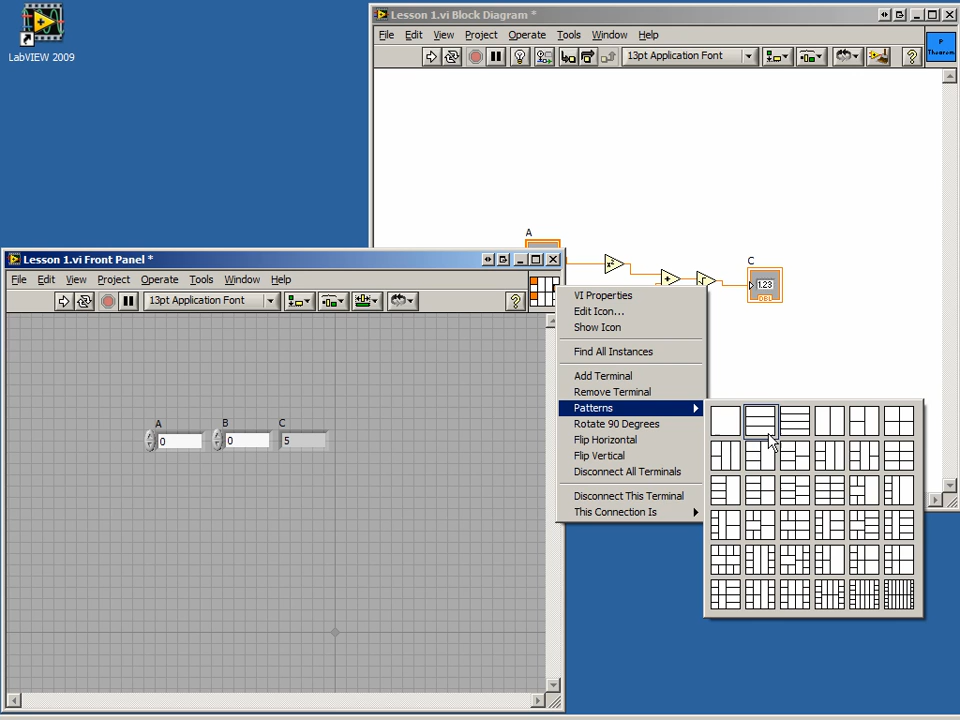 LabVIEW 2009
Lesson 1.vi Block Diagram *
File Edit View Project Operate Tools Window Help
13pt Application Font
?
P
Theorem
A
x²
+
C
1.23
DBL
Lesson 1.vi Front Panel *
File Edit View Project Operate Tools Window Help
13pt Application Font
?
A
0
B
0
C
5
VI Properties
Edit Icon...
Show Icon
Find All Instances
Add Terminal
Remove Terminal
Patterns
Rotate 90 Degrees
Flip Horizontal
Flip Vertical
Disconnect All Terminals
Disconnect This Terminal
This Connection Is